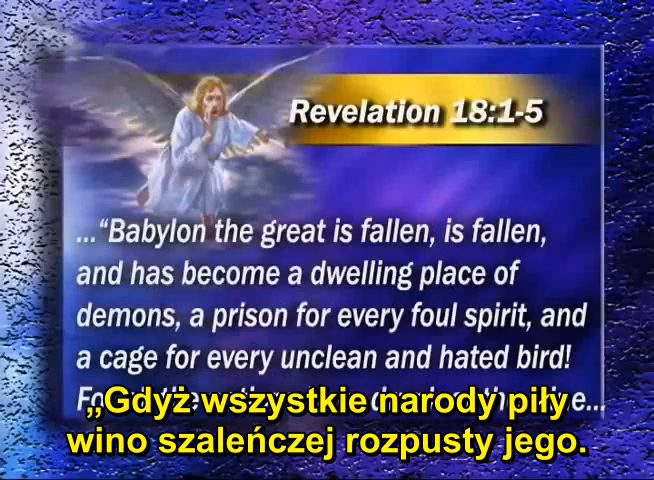 Revelation 18:1-5
..."Babylon the great is fallen, is fallen,
and has become a dwelling place of
demons, a prison for every foul spirit, and
a cage for every unclean and hated bird!
„Gdyż wszystkie narody piły
wino szaleńczej rozpusty jego.